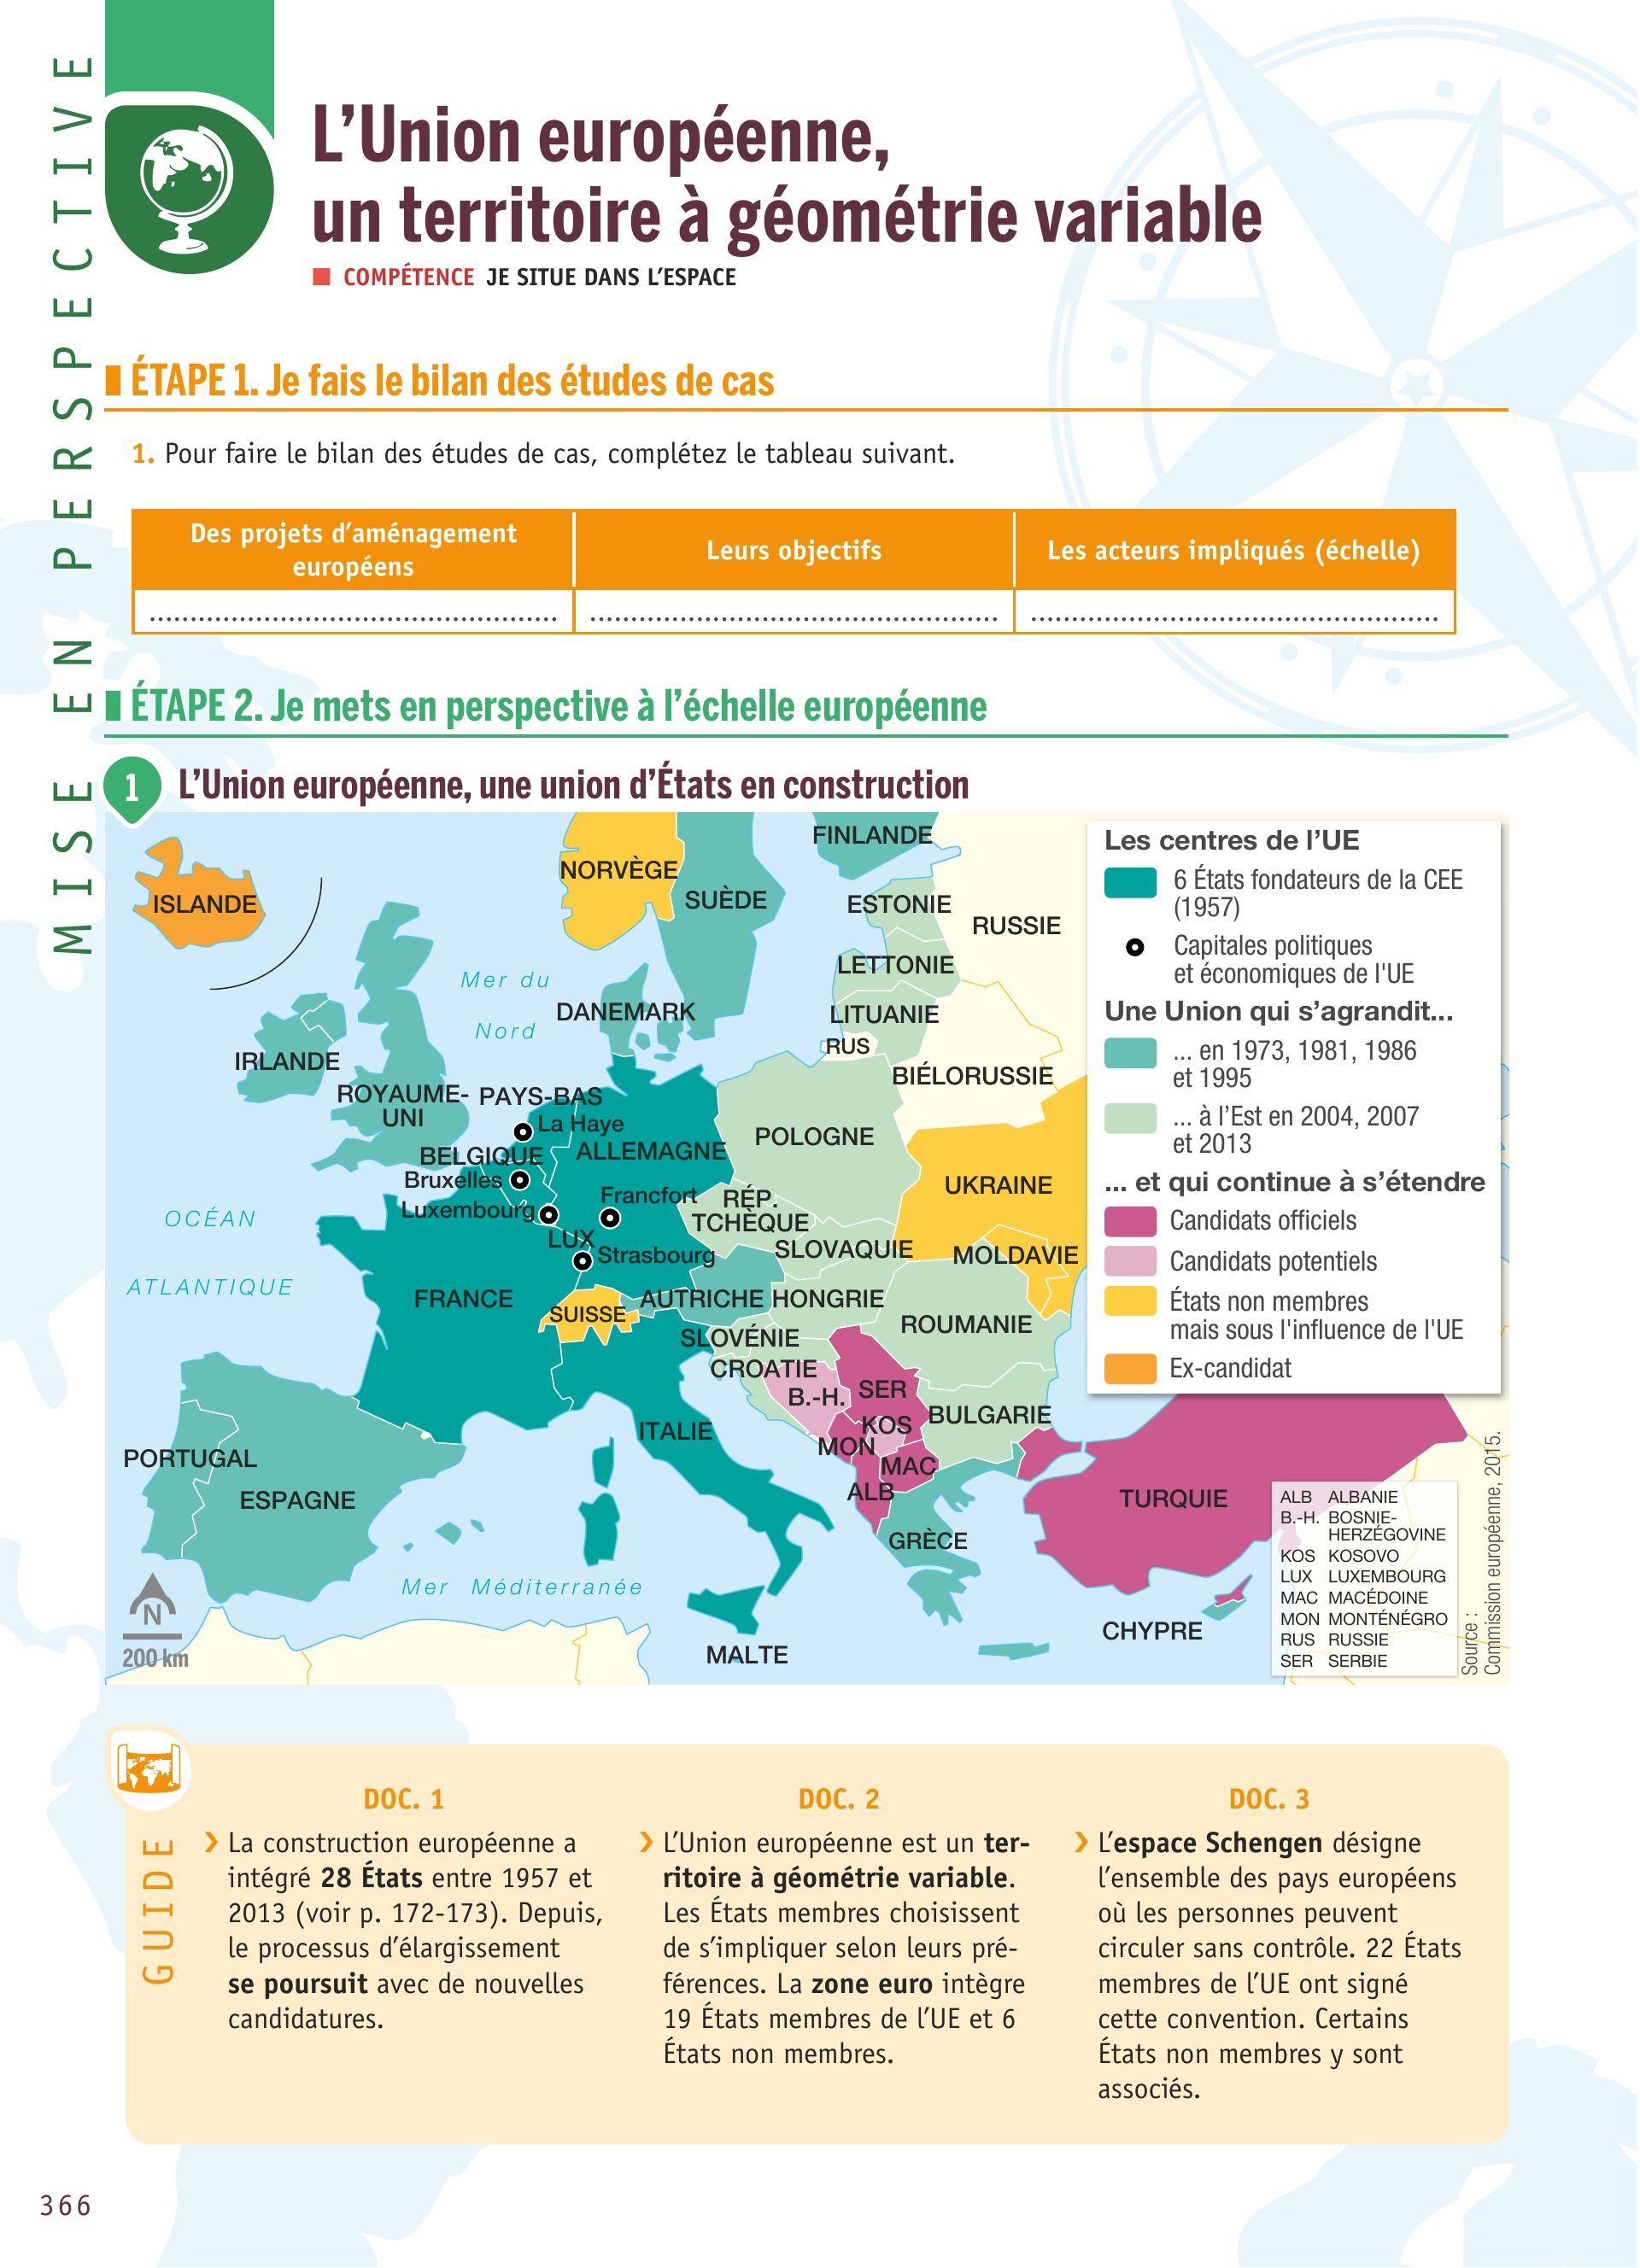 MISE EN PERSPECTIVE
L'Union européenne,
un territoire à géométrie variable
COMPÉTENCE JE SITUE DANS L'ESPACE
ÉTAPE 1. Je fais le bilan des études de cas
1. Pour faire le bilan des études de cas, complétez le tableau suivant.
Des projets d'aménagement
européens
Leurs objectifs
Les acteurs impliqués (échelle)
ÉTAPE 2. Je mets en perspective à l'échelle européenne
1 L'Union européenne, une union d'États en construction
ISLANDE
NORVÈGE
SUÈDE
FINLANDE
ESTONIE
RUSSIE
LETTONIE
LITUANIE
RUS
BIÉLORUSSIE
Mer du
Nord
DANEMARK
IRLANDE
ROYAUME-
UNI
PAYS-BAS
La Haye
BELGIQUE
Bruxelles
Luxembourg
LUX
ALLEMAGNE
Francfort
Strasbourg
POLOGNE
RÉP.
TCHÈQUE
SLOVAQUIE
UKRAINE
MOLDAVIE
OCÉAN
ATLANTIQUE
FRANCE
SUISSE
AUTRICHE
HONGRIE
ROUMANIE
SLOVÉNIE
CROATIE
B.-H.
SER
KOS
MON
MAC
ALB
BULGARIE
ITALIE
PORTUGAL
ESPAGNE
GRÈCE
TURQUIE
Mer Méditerranée
MALTE
CHYPRE
N
200 km
Les centres de l'UE
6 États fondateurs de la CEE
(1957)
Capitales politiques
et économiques de l'UE
Une Union qui s'agrandit...
... en 1973, 1981, 1986
et 1995
... à l'Est en 2004, 2007
et 2013
... et qui continue à s'étendre
Candidats officiels
Candidats potentiels
États non membres
mais sous l'influence de l'UE
Ex-candidat
ALB ALBANIE
B.-H. BOSNIE-
HERZÉGOVINE
KOS KOSOVO
LUX LUXEMBOURG
MAC MACÉDOINE
MON MONTÉNÉGRO
RUS RUSSIE
SER SERBIE
Source :
Commission européenne, 2015.
GUIDE
DOC. 1
› La construction européenne a
intégré 28 États entre 1957 et
2013 (voir p. 172-173). Depuis,
le processus d'élargissement
se poursuit avec de nouvelles
candidatures.
DOC. 2
› L'Union européenne est un ter-
ritoire à géométrie variable.
Les États membres choisissent
de s'impliquer selon leurs pré-
férences. La zone euro intègre
19 États membres de l'UE et 6
États non membres.
DOC. 3
› L'espace Schengen désigne
l'ensemble des pays européens
où les personnes peuvent
circuler sans contrôle. 22 États
membres de l'UE ont signé
cette convention. Certains
États non membres y sont
associés.
366